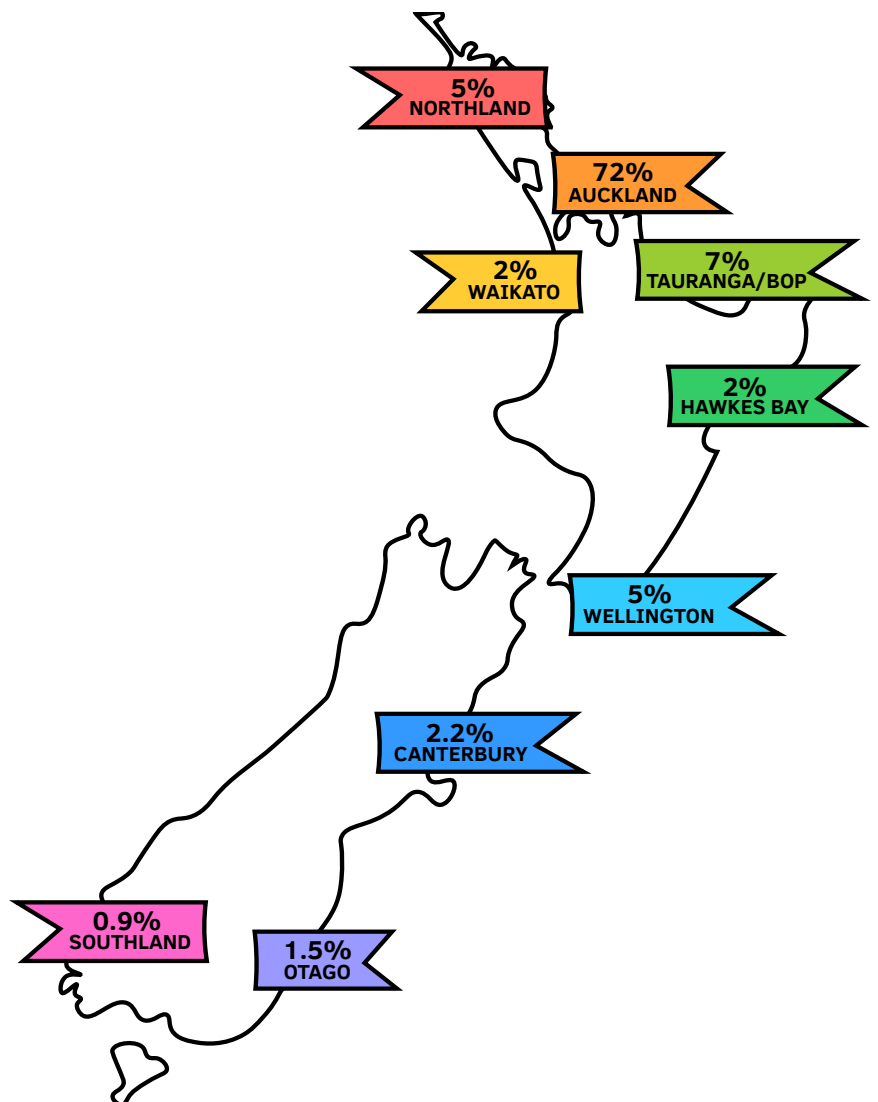 5%
NORTHLAND
72%
AUCKLAND
7%
TAURANGA/BOP
2%
WAIKATO
2%
HAWKES BAY
5%
WELLINGTON
2.2%
CANTERBURY
0.9%
SOUTHLAND
1.5%
OTAGO